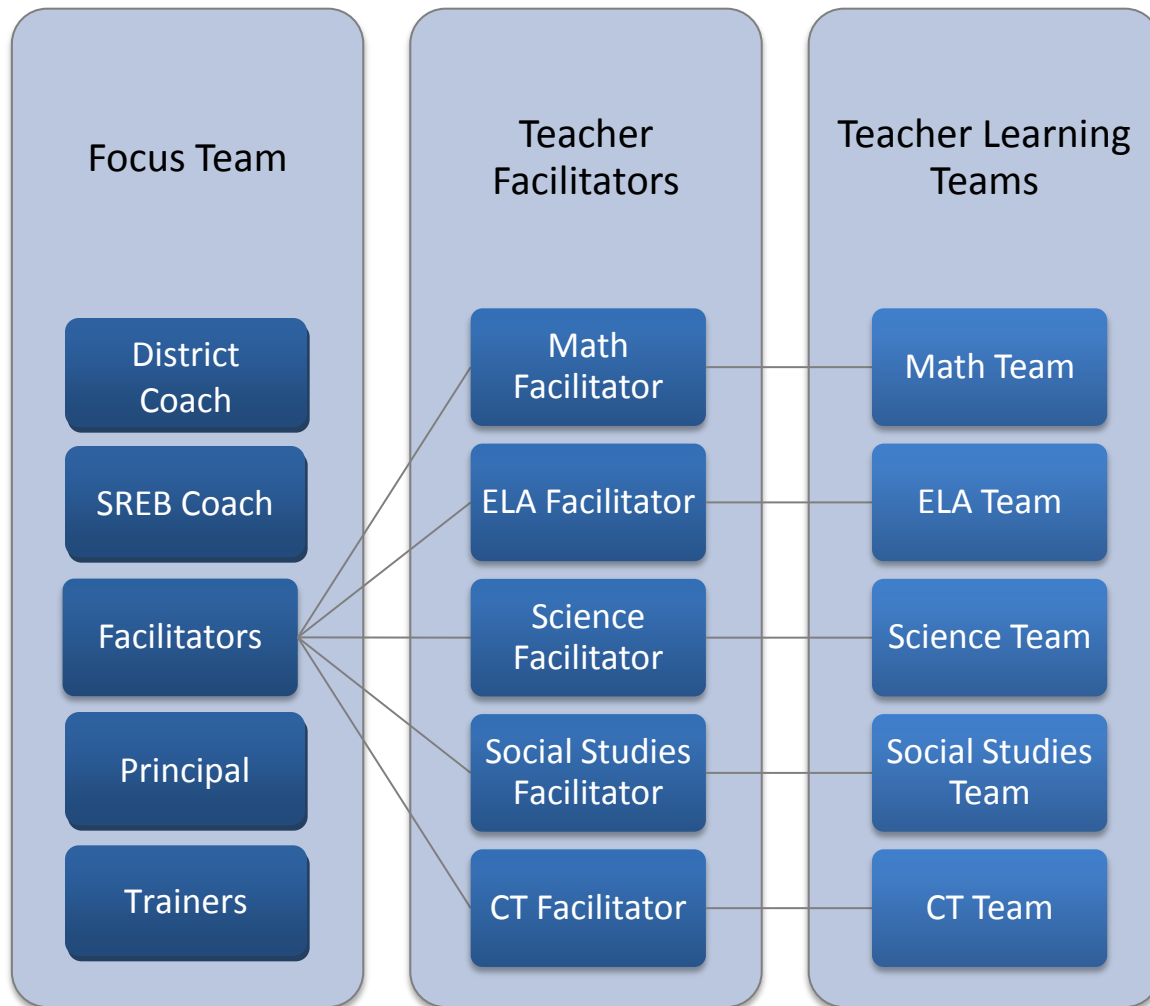 Focus Team
District
Coach
SREB Coach
Facilitators
Principal
Trainers
Teacher
Facilitators
Math
Facilitator
ELA Facilitator
Science
Facilitator
Social Studies
Facilitator
CT Facilitator
Teacher Learning
Teams
Math Team
ELA Team
Science Team
Social Studies
Team
CT Team